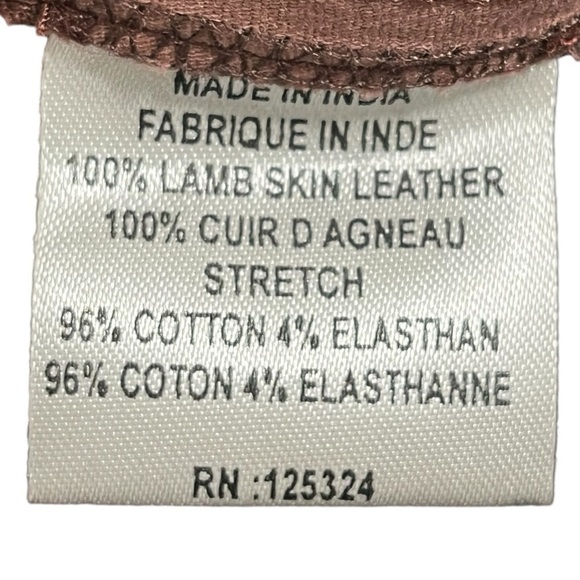 MADE IN INDIA
FABRIQUE IN INDE
100% LAMB SKIN LEATHER
100% CUIR D AGNEAU
STRETCH
96% COTTON 4% ELASTHAN
96% COTON 4% ELASTHANNE
RN :125324